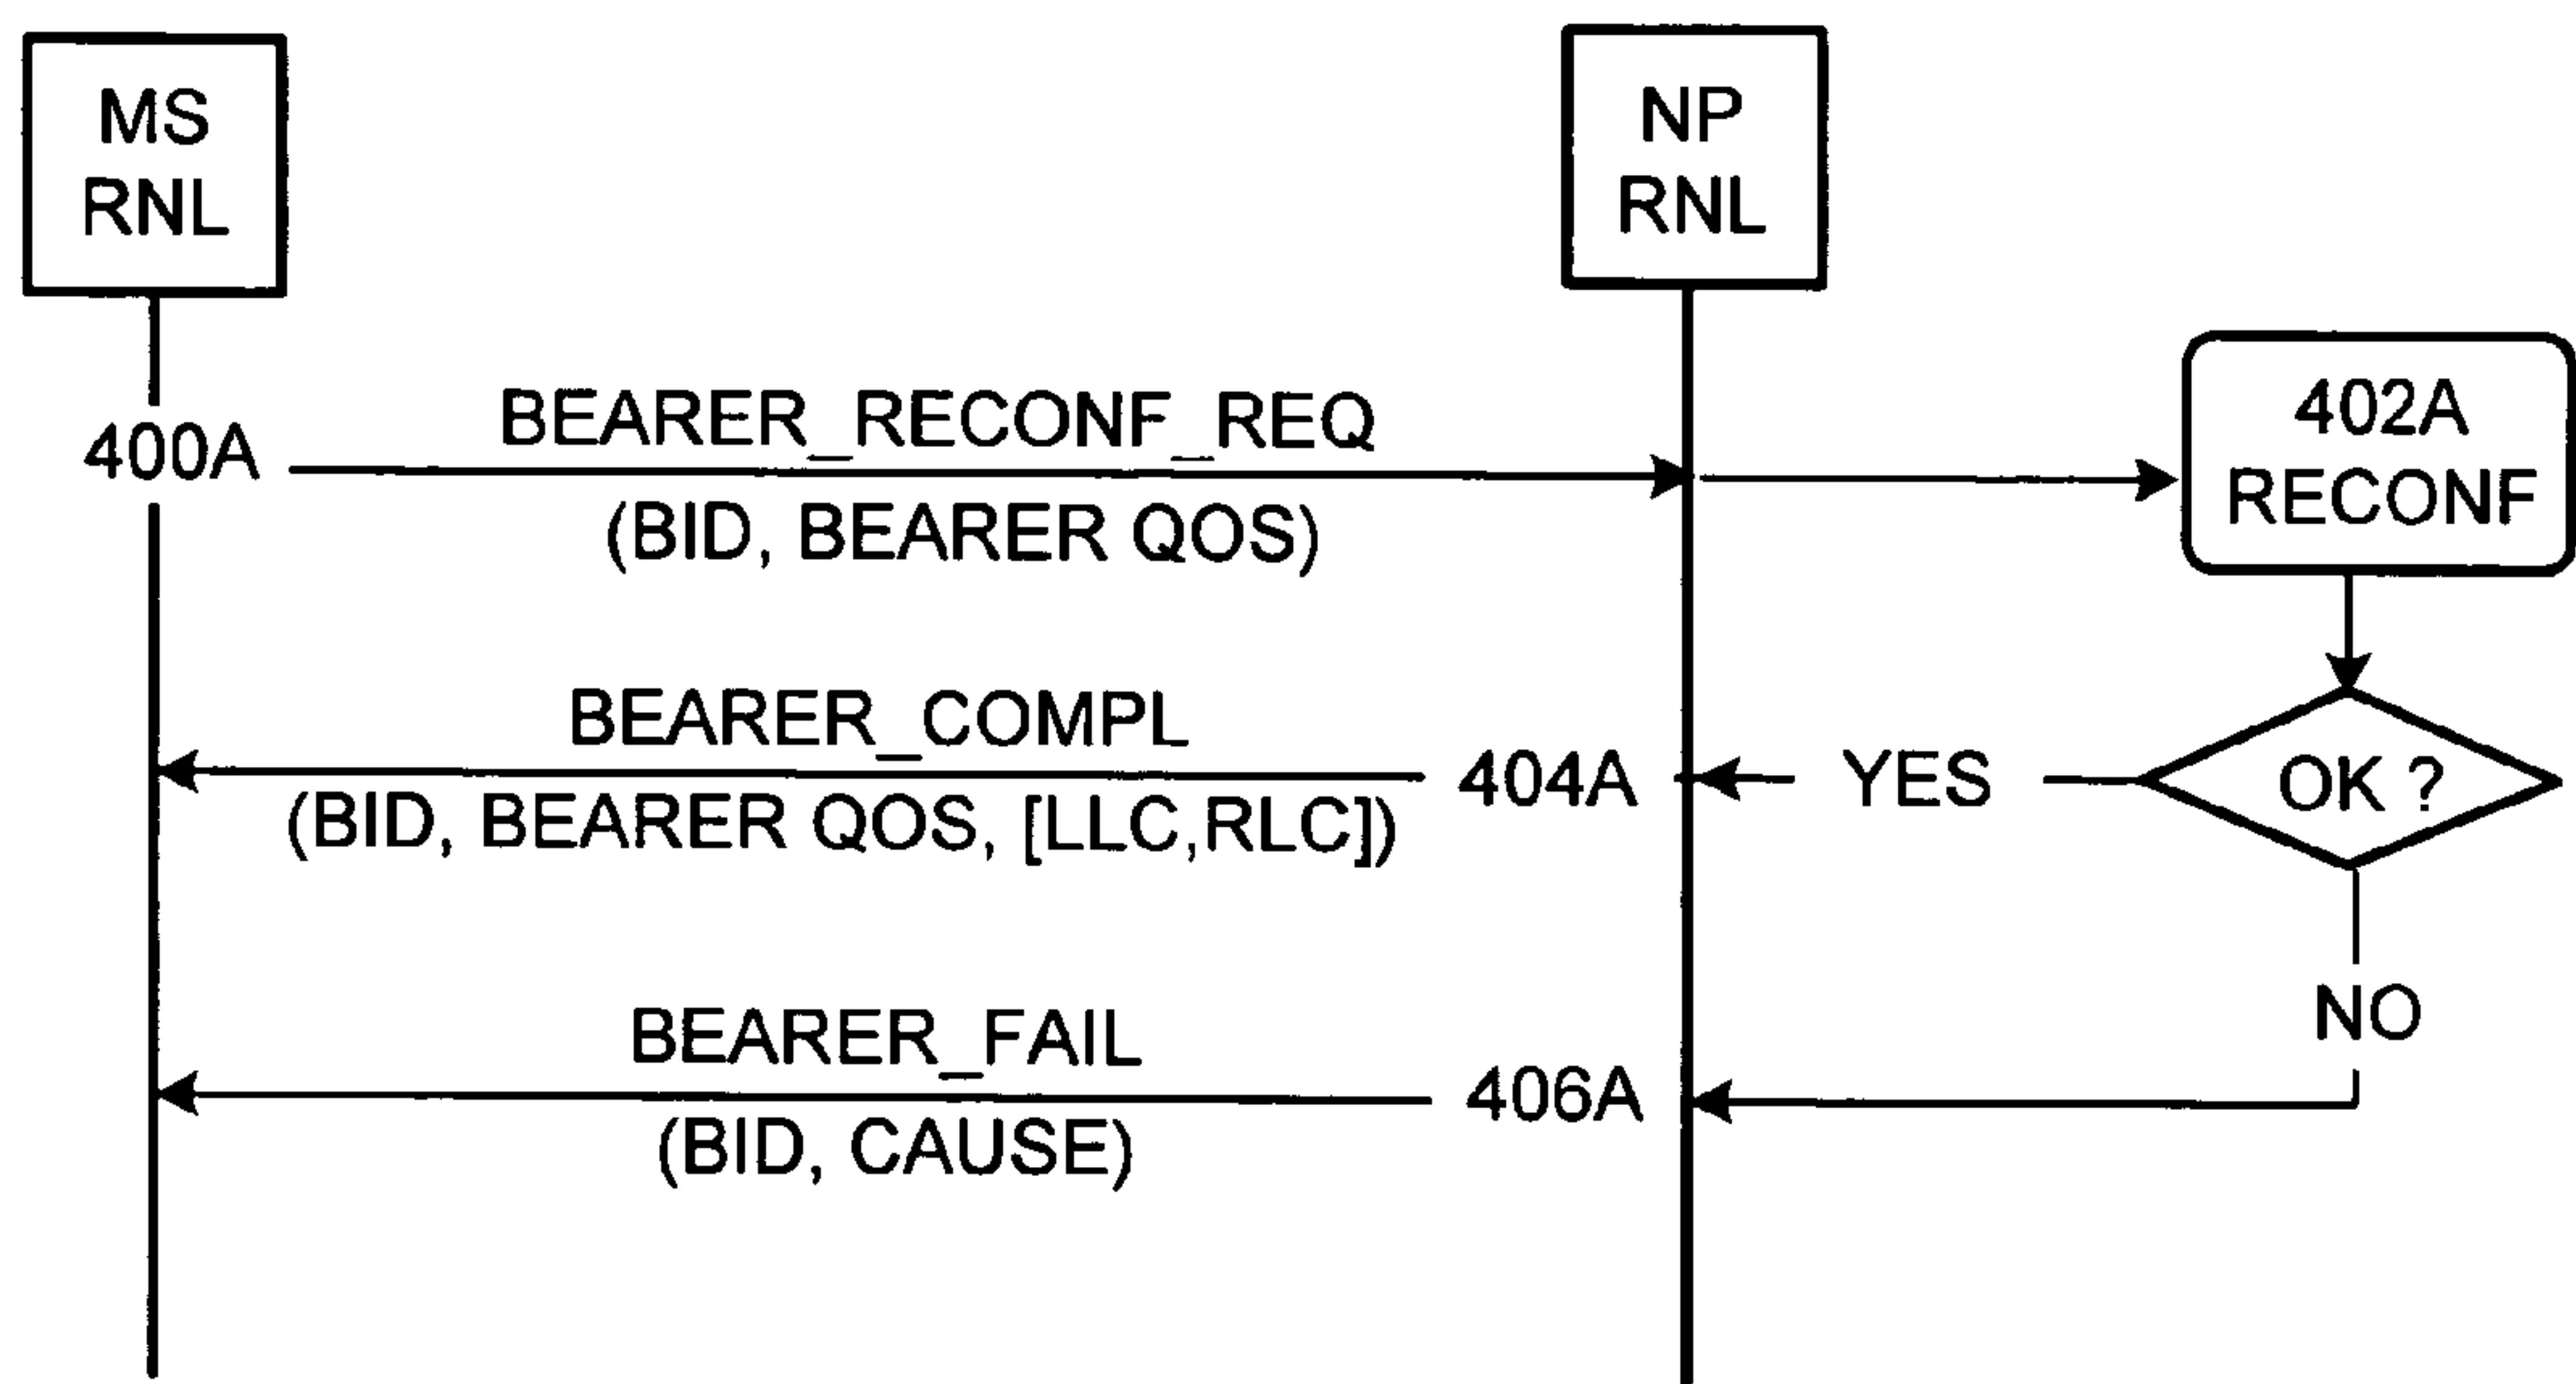 MS
RNL
NP
RNL
400A
BEARER_RECONF_REQ
(BID, BEARER QOS)
402A
RECONF
BEARER_COMPL
(BID, BEARER QOS, [LLC,RLC])
404A
YES
OK ?
NO
BEARER_FAIL
(BID, CAUSE)
406A